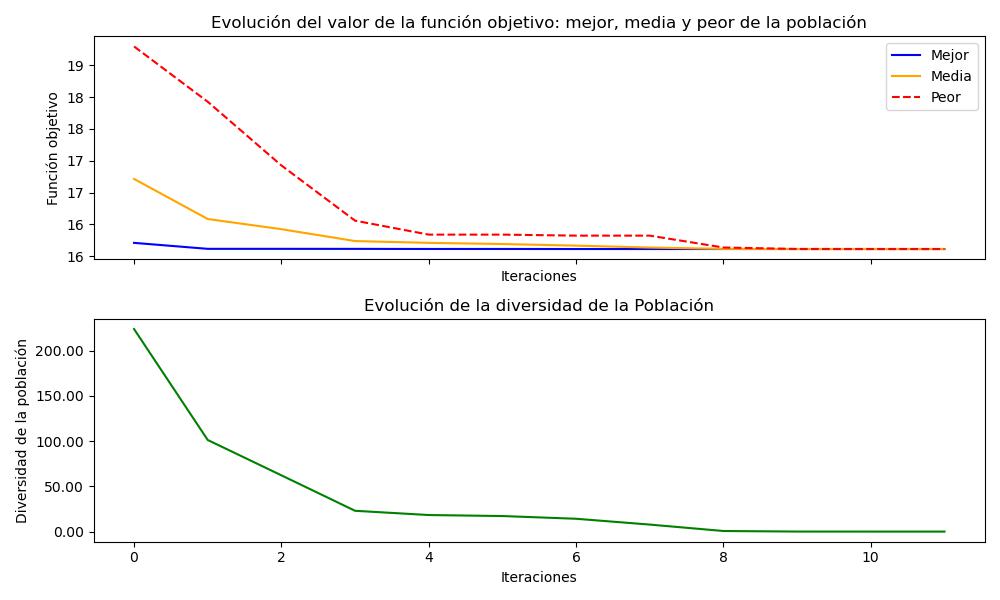 Evolución del valor de la función objetivo: mejor, media y peor de la población
Función objetivo
19
18
18
17
17
16
16
Mejor
Media
Peor
Iteraciones
Evolución de la diversidad de la Población
Diversidad de la población
200.00
150.00
100.00
50.00
0.00
0 2 4 6 8 10
Iteraciones